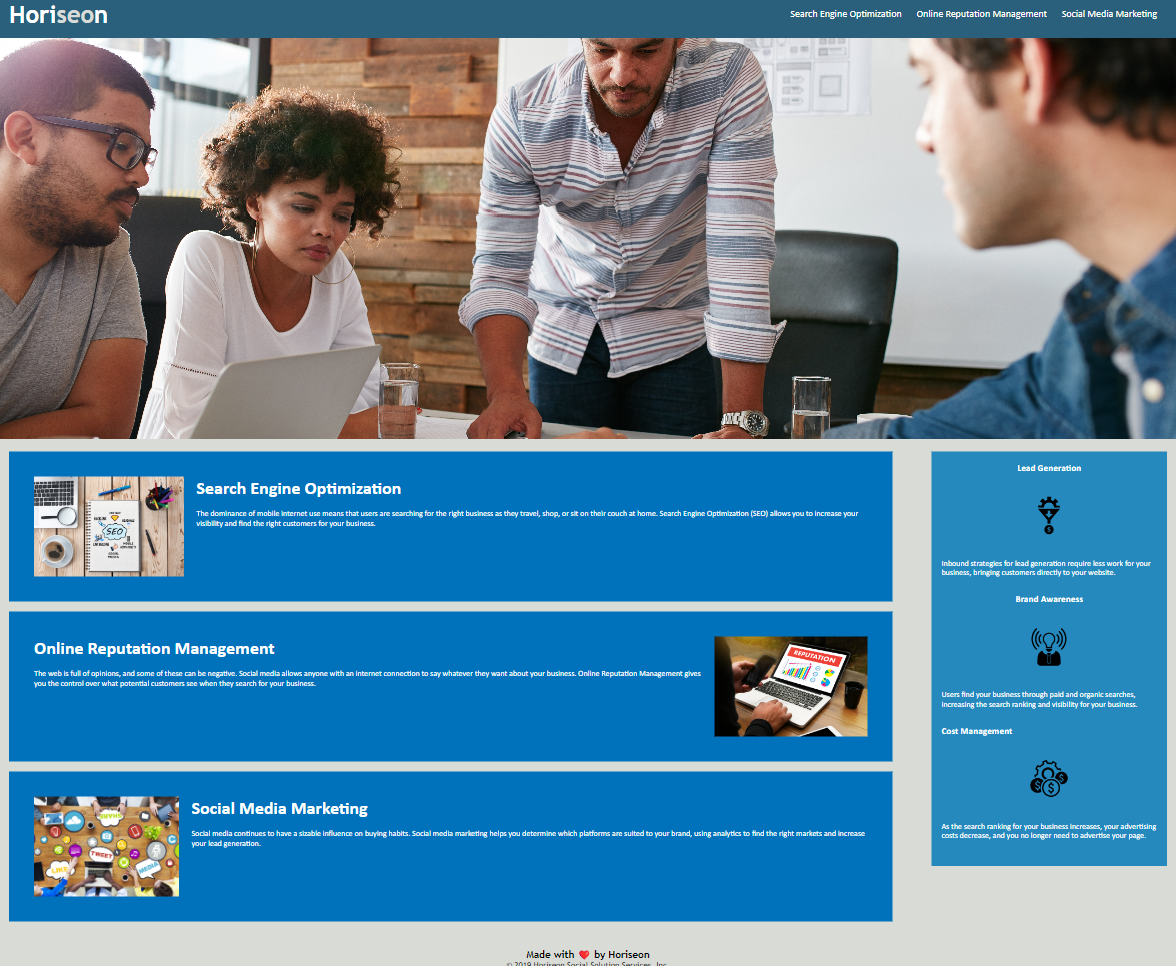 Horiseon
Search Engine Optimization Online Reputation Management Social Media Marketing
Search Engine Optimization
The dominance of mobile internet use means that users are searching for the right business as they travel, shop, or sit on their couch at home. Search Engine Optimization (SEO) allows you to increase your
visibility and find the right customers for your business.
SEO
Online Reputation Management
The web is full of opinions, and some of these can be negative. Social media allows anyone with an internet connection to say whatever they want about your business. Online Reputation Management gives
you the control over what potential customers see when they search for your business.
REPUTATION
Social Media Marketing
Social media continues to have a sizable influence on buying habits. Social media marketing helps you determine which platforms are suited to your brand, using analytics to find the right markets and increase
your lead generation.
TWEET
LIKE
MEDIA
Lead Generation
Inbound strategies for lead generation require less work for your
business, bringing customers directly to your website.
Brand Awareness
Users find your business through paid and organic searches,
increasing the search ranking and visibility for your business.
Cost Management
As the search ranking for your business increases, your advertising
costs decrease, and you no longer need to advertise your page.
Made with ❤️ by Horiseon
© 2019 Horiseon Social Solution Services, Inc.